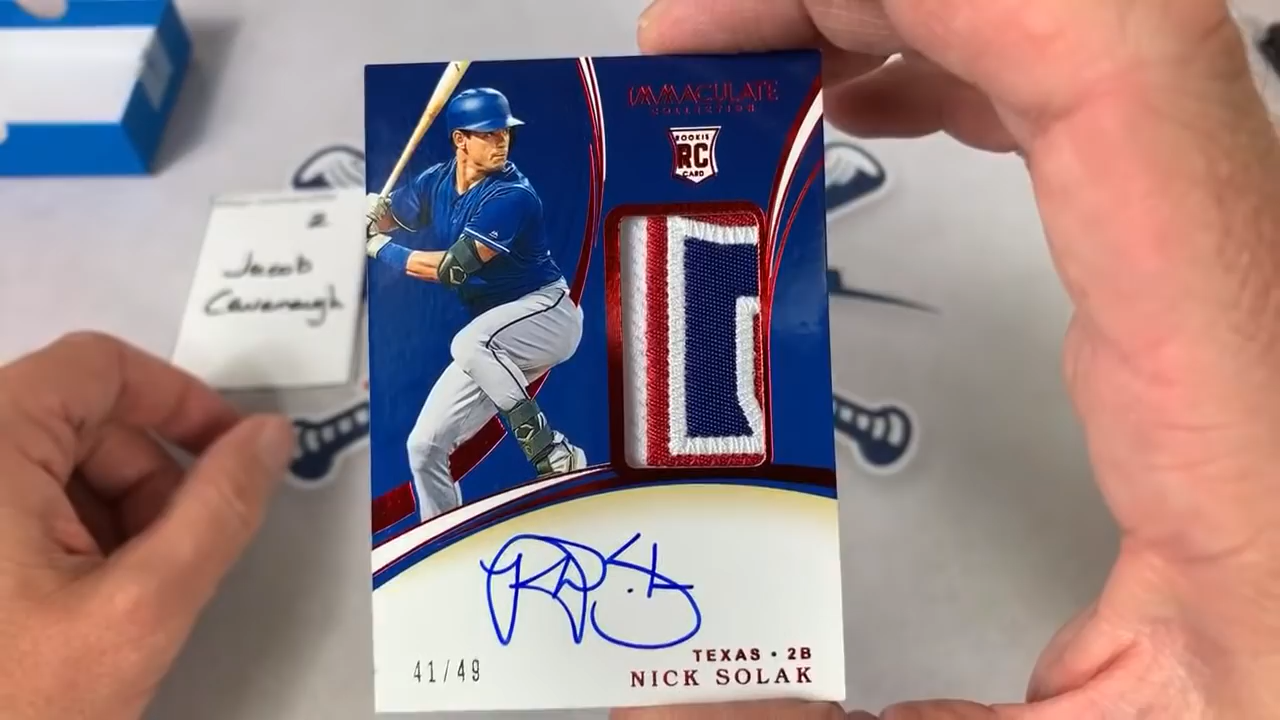 IMMACULATE
COLLECTION
ROOKIE
RC
CARD
2
Jacob
Cavanaugh
41/49
TEXAS • 2B
NICK SOLAK